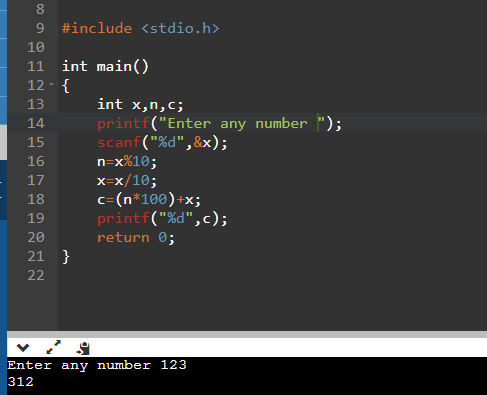 8
9 #include <stdio.h>
10
11 int main()
12 {
13     int x,n,c;
14     printf("Enter any number ");
15     scanf("%d",&x);
16     n=x%10;
17     x=x/10;
18     c=(n*100)+x;
19     printf("%d",c);
20     return 0;
21 }
22
Enter any number 123
312